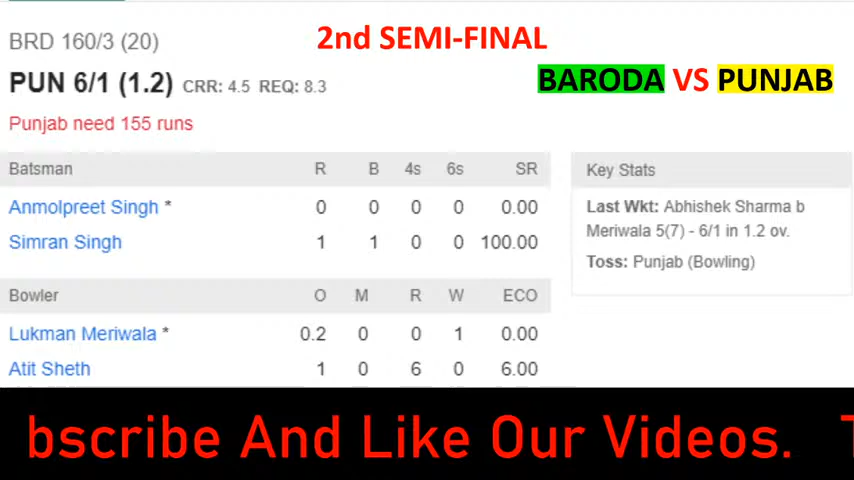 BRD 160/3 (20)
2nd SEMI-FINAL
PUN 6/1 (1.2) CRR: 4.5 REQ: 8.3
BARODA VS PUNJAB
Punjab need 155 runs
Batsman R B 4s 6s SR
Anmolpreet Singh * 0 0 0 0 0.00
Simran Singh 1 1 0 0 100.00
Bowler O M R W ECO
Lukman Meriwala * 0.2 0 0 1 0.00
Atit Sheth 1 0 6 0 6.00
Key Stats
Last Wkt: Abhishek Sharma b
Meriwala 5(7) - 6/1 in 1.2 ov.
Toss: Punjab (Bowling)
bscribe And Like Our Videos. T